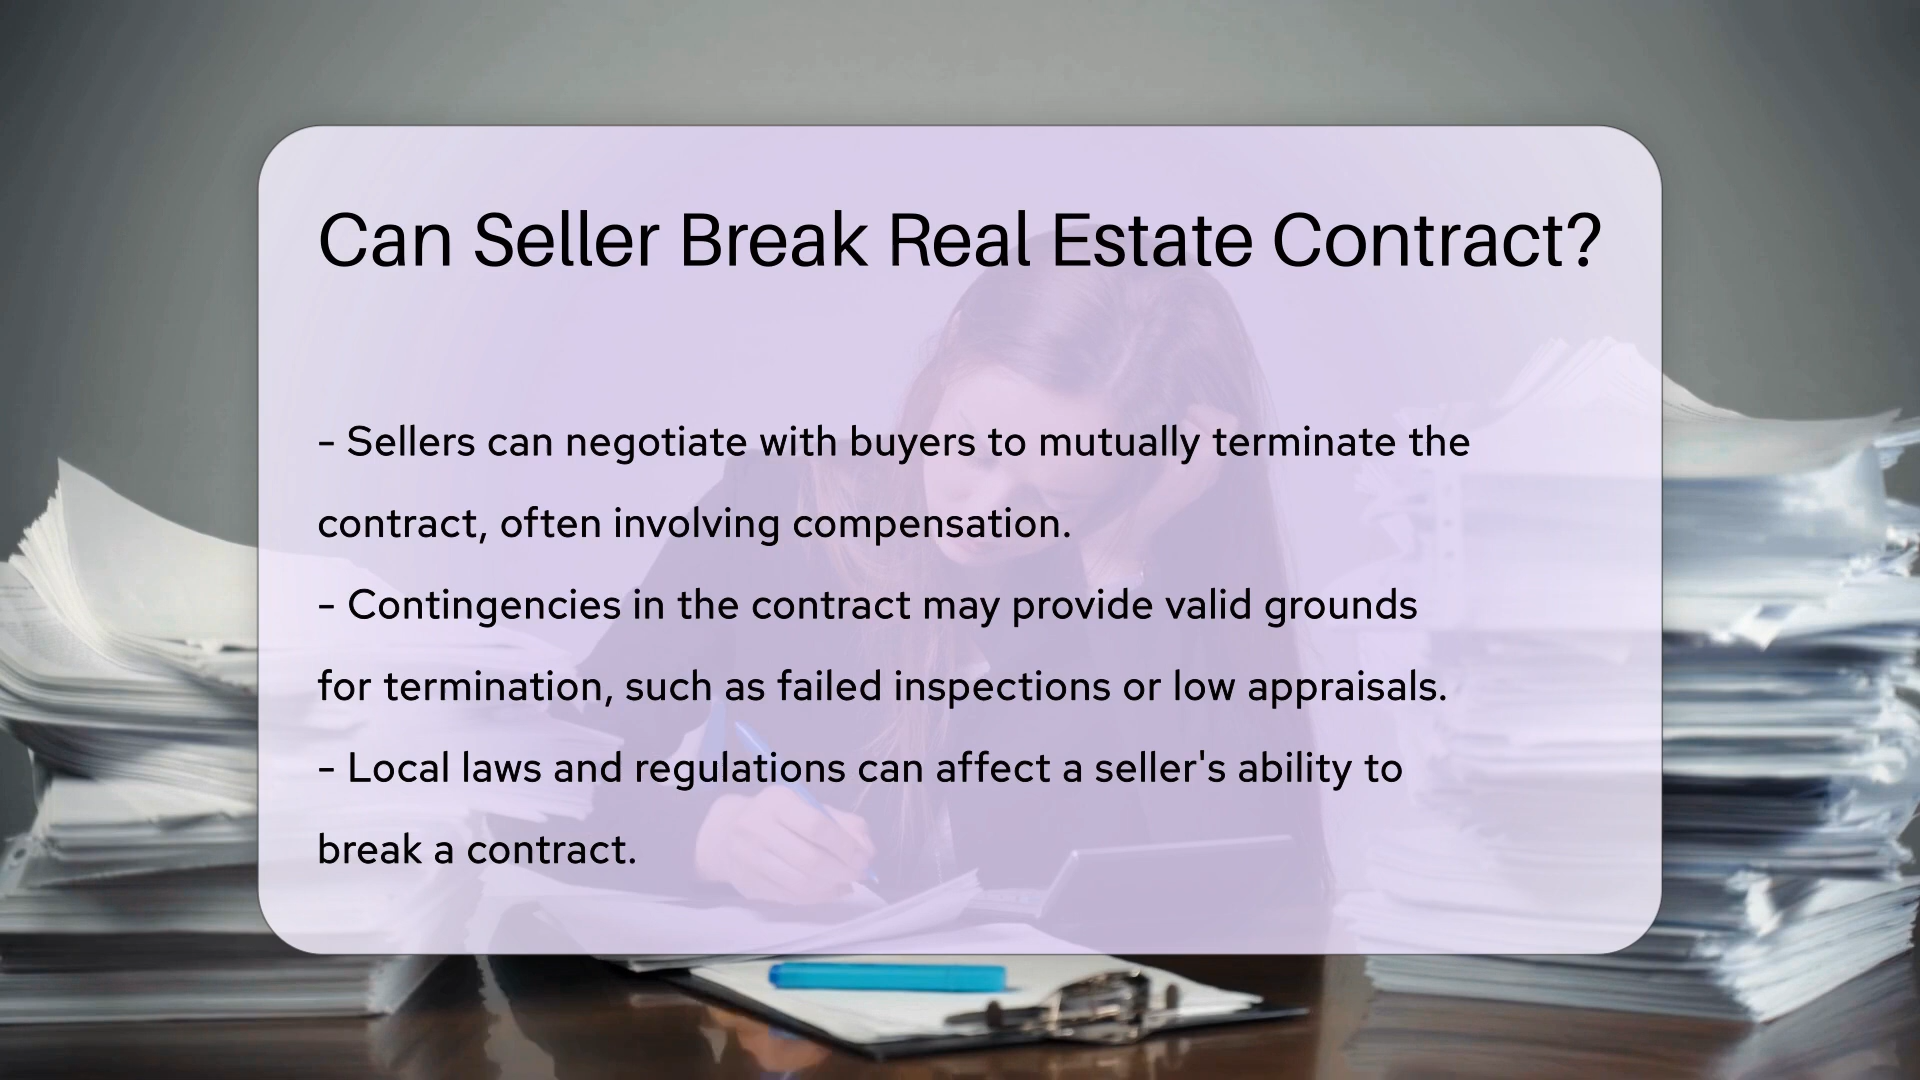 Can Seller Break Real Estate Contract?
- Sellers can negotiate with buyers to mutually terminate the
contract, often involving compensation.
- Contingencies in the contract may provide valid grounds
for termination, such as failed inspections or low appraisals.
- Local laws and regulations can affect a seller's ability to
break a contract.